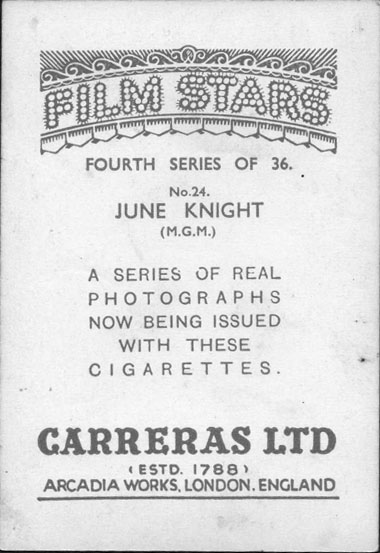 FILM STARS
FOURTH SERIES OF 36.
No.24.
JUNE KNIGHT
(M.G.M.)
A SERIES OF REAL
PHOTOGRAPHS
NOW BEING ISSUED
WITH THESE
CIGARETTES.
CARRERAS LTD
(ESTD. 1788)
ARCADIA WORKS, LONDON. ENGLAND